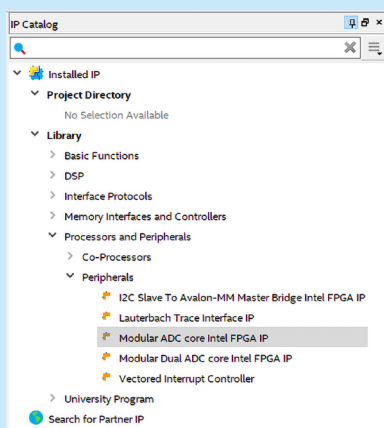 IP Catalog
Installed IP
Project Directory
No Selection Available
Library
Basic Functions
DSP
Interface Protocols
Memory Interfaces and Controllers
Processors and Peripherals
Co-Processors
Peripherals
I2C Slave To Avalon-MM Master Bridge Intel FPGA IP
Lauterbach Trace Interface IP
Modular ADC core Intel FPGA IP
Modular Dual ADC core Intel FPGA IP
Vectored Interrupt Controller
University Program
Search for Partner IP